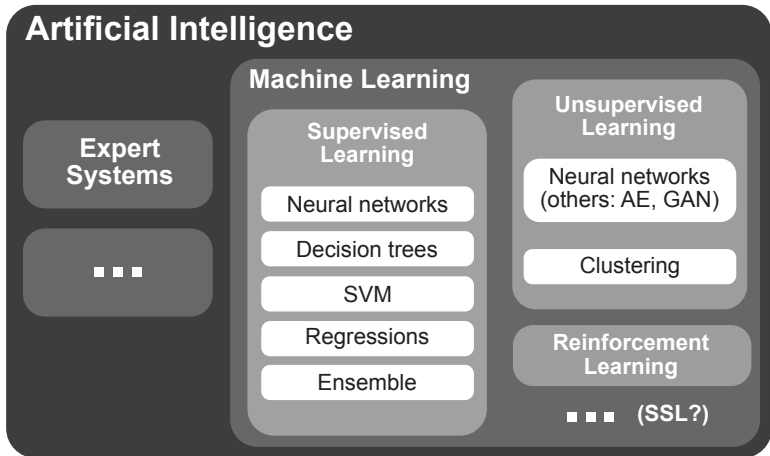 Artificial Intelligence
Expert
Systems
...
Machine Learning
Supervised
Learning
Neural networks
Decision trees
SVM
Regressions
Ensemble
Unsupervised
Learning
Neural networks
(others: AE, GAN)
Clustering
Reinforcement
Learning
... (SSL?)